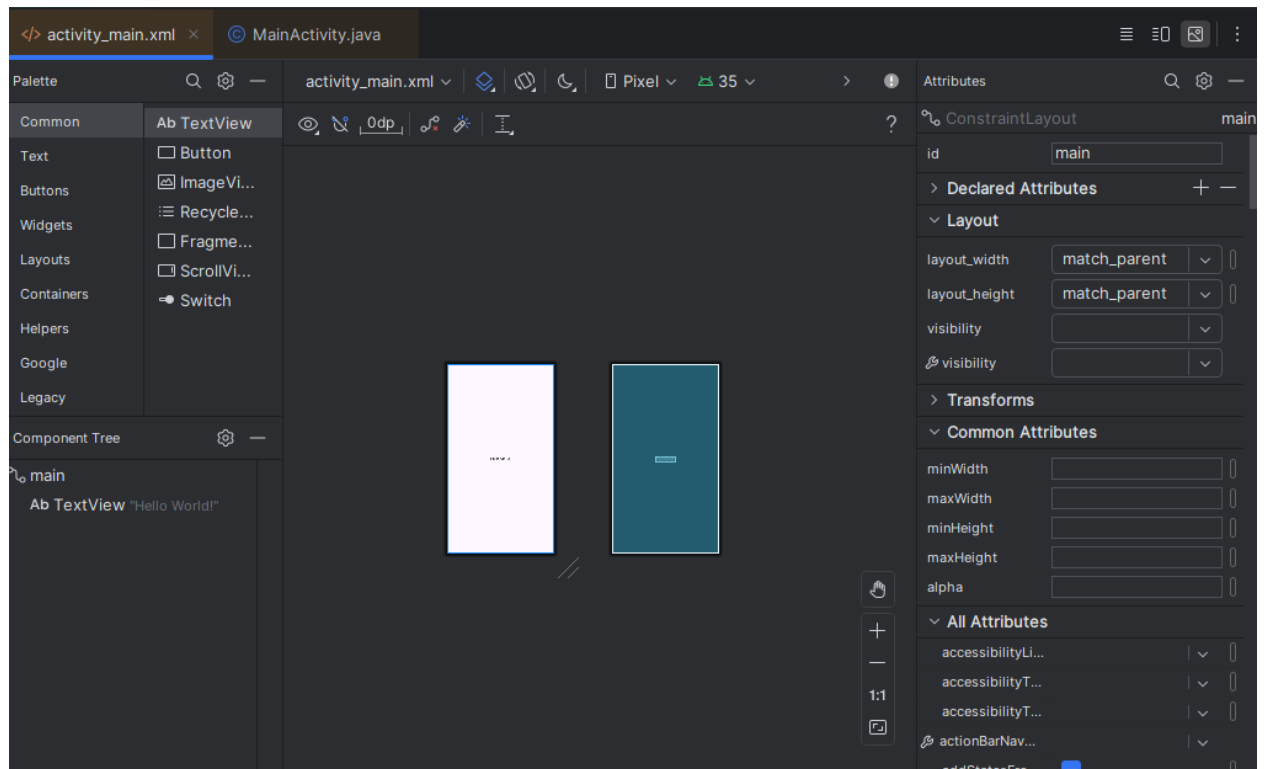 </> activity_main.xml × © MainActivity.java
Palette
Common
Text
Buttons
Widgets
Layouts
Containers
Helpers
Google
Legacy
Ab TextView
Button
ImageVi...
Recycle...
Fragme...
ScrollVi...
Switch
Component Tree
main
Ab TextView "Hello World!"
activity_main.xml Pixel 35
0dp ?
1:1
Attributes
ConstraintLayout main
id main
Declared Attributes
Layout
layout_width match_parent
layout_height match_parent
visibility
visibility
Transforms
Common Attributes
minWidth
maxWidth
minHeight
maxHeight
alpha
All Attributes
accessibilityLi...
accessibilityT...
accessibilityT...
actionBarNav...